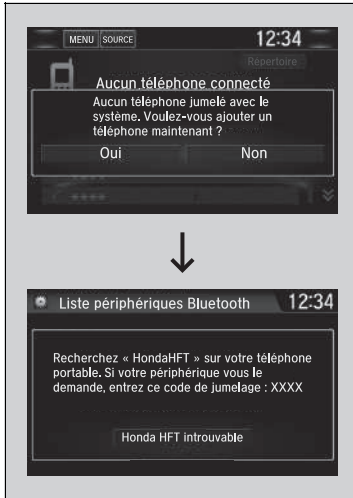 MENU SOURCE 12:34
Répertoire
Aucun téléphone connecté
Aucun téléphone jumelé avec le
système. Voulez-vous ajouter un
téléphone maintenant ?
Oui Non
Liste périphériques Bluetooth 12:34
Recherchez « HondaHFT » sur votre téléphone
portable. Si votre périphérique vous le
demande, entrez ce code de jumelage : XXXX
Honda HFT introuvable